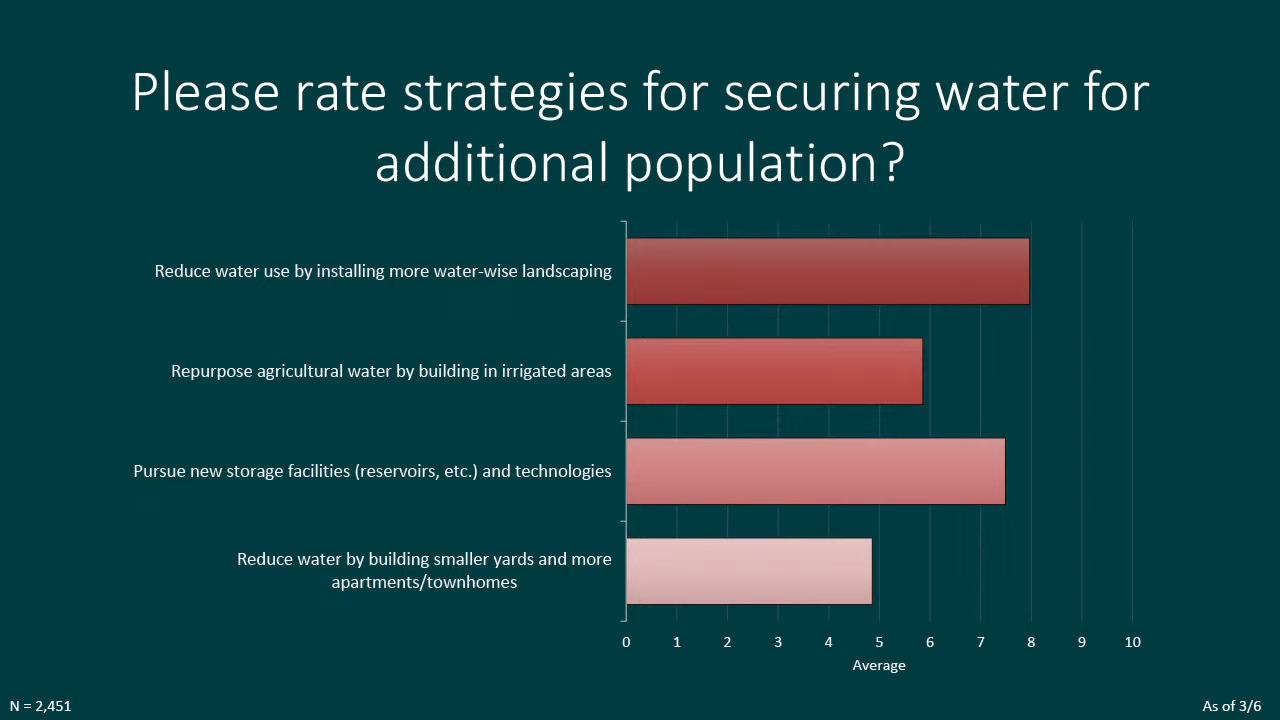 Please rate strategies for securing water for
additional population?
Reduce water use by installing more water-wise landscaping
Repurpose agricultural water by building in irrigated areas
Pursue new storage facilities (reservoirs, etc.) and technologies
Reduce water by building smaller yards and more
apartments/townhomes
0 1 2 3 4 5 6 7 8 9 10
Average
N = 2,451
As of 3/6